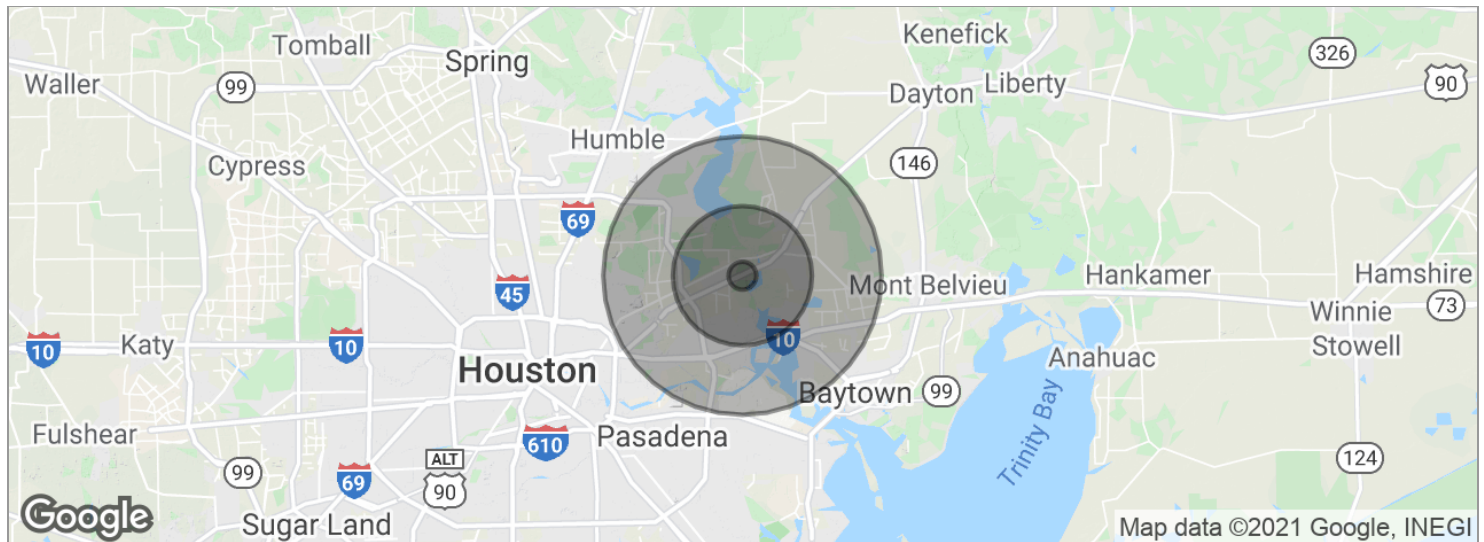 Kenefick
Tomball
326
Spring
Waller
99
Dayton
Liberty
90
Humble
Cypress
146
69
45
Mont Belvieu
Hankamer
Hamshire
73
Winnie
10
Katy
10
10
Stowell
Houston
Anahuac
Baytown
99
Fulshear
Pasadena
610
Trinity Bay
ALT
90
99
69
124
Google
Sugar Land
Map data ©2021 Google, INEGI